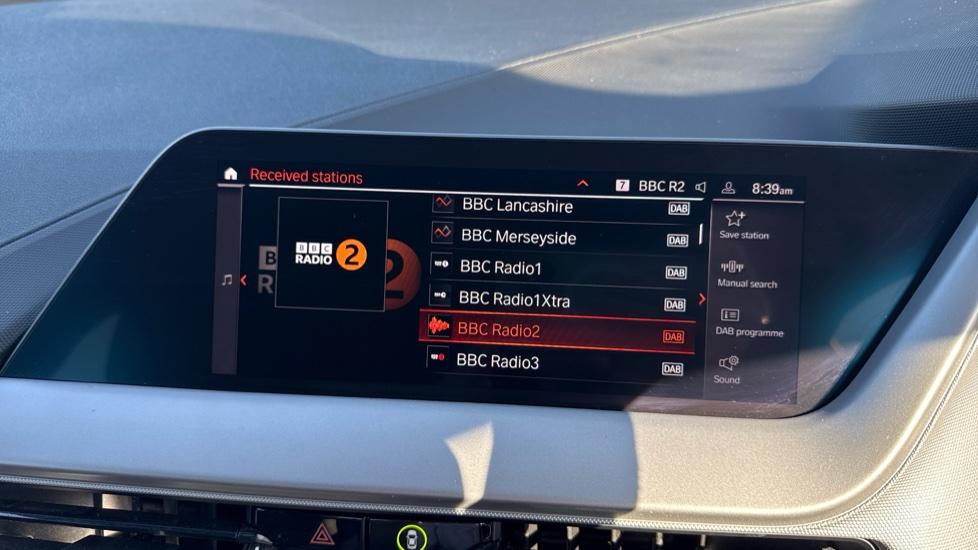 Received stations
7 BBC R2
8:39am
BBC RADIO 2
BBC Lancashire DAB
BBC Merseyside DAB
BBC Radio1 DAB
BBC Radio1Xtra DAB
BBC Radio2 DAB
BBC Radio3 DAB
Save station
Manual search
DAB programme
Sound